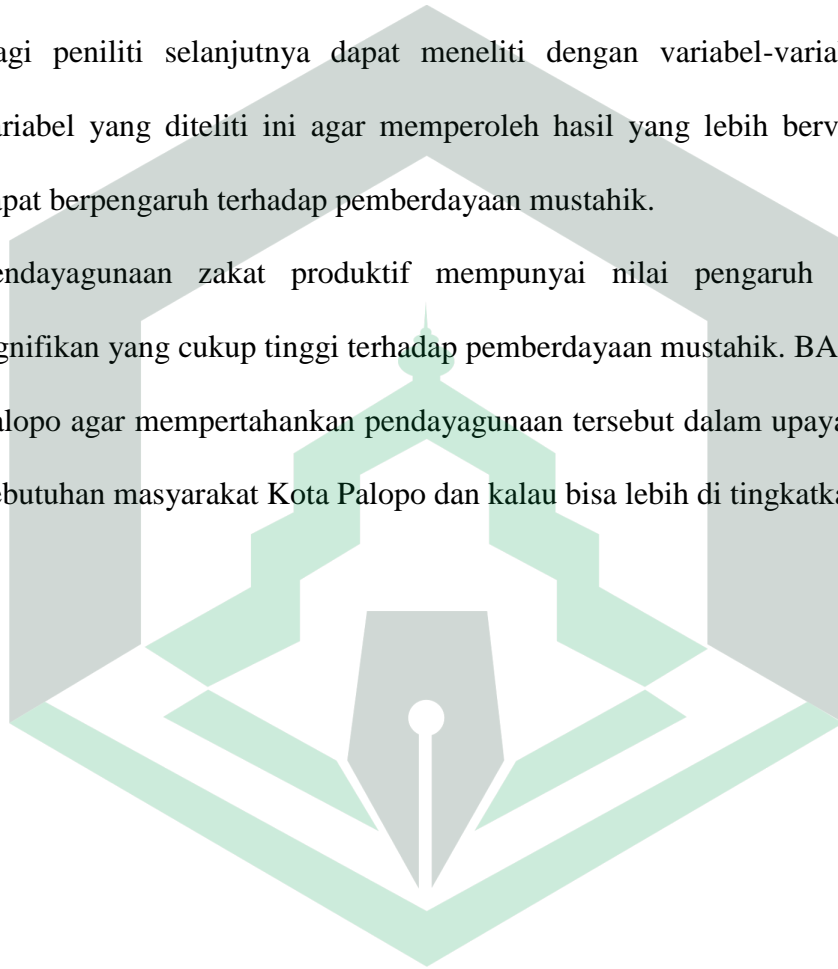 agi peniliti selanjutnya dapat meneliti dengan variabel-variab
ariabel yang diteliti ini agar memperoleh hasil yang lebih berv
apat berpengaruh terhadap pemberdayaan mustahik.
endayagunaan zakat produktif mempunyai nilai pengaruh
gnifikan yang cukup tinggi terhadap pemberdayaan mustahik. BA
alopo agar mempertahankan pendayagunaan tersebut dalam upaya
ebutuhan masyarakat Kota Palopo dan kalau bisa lebih di tingkatka